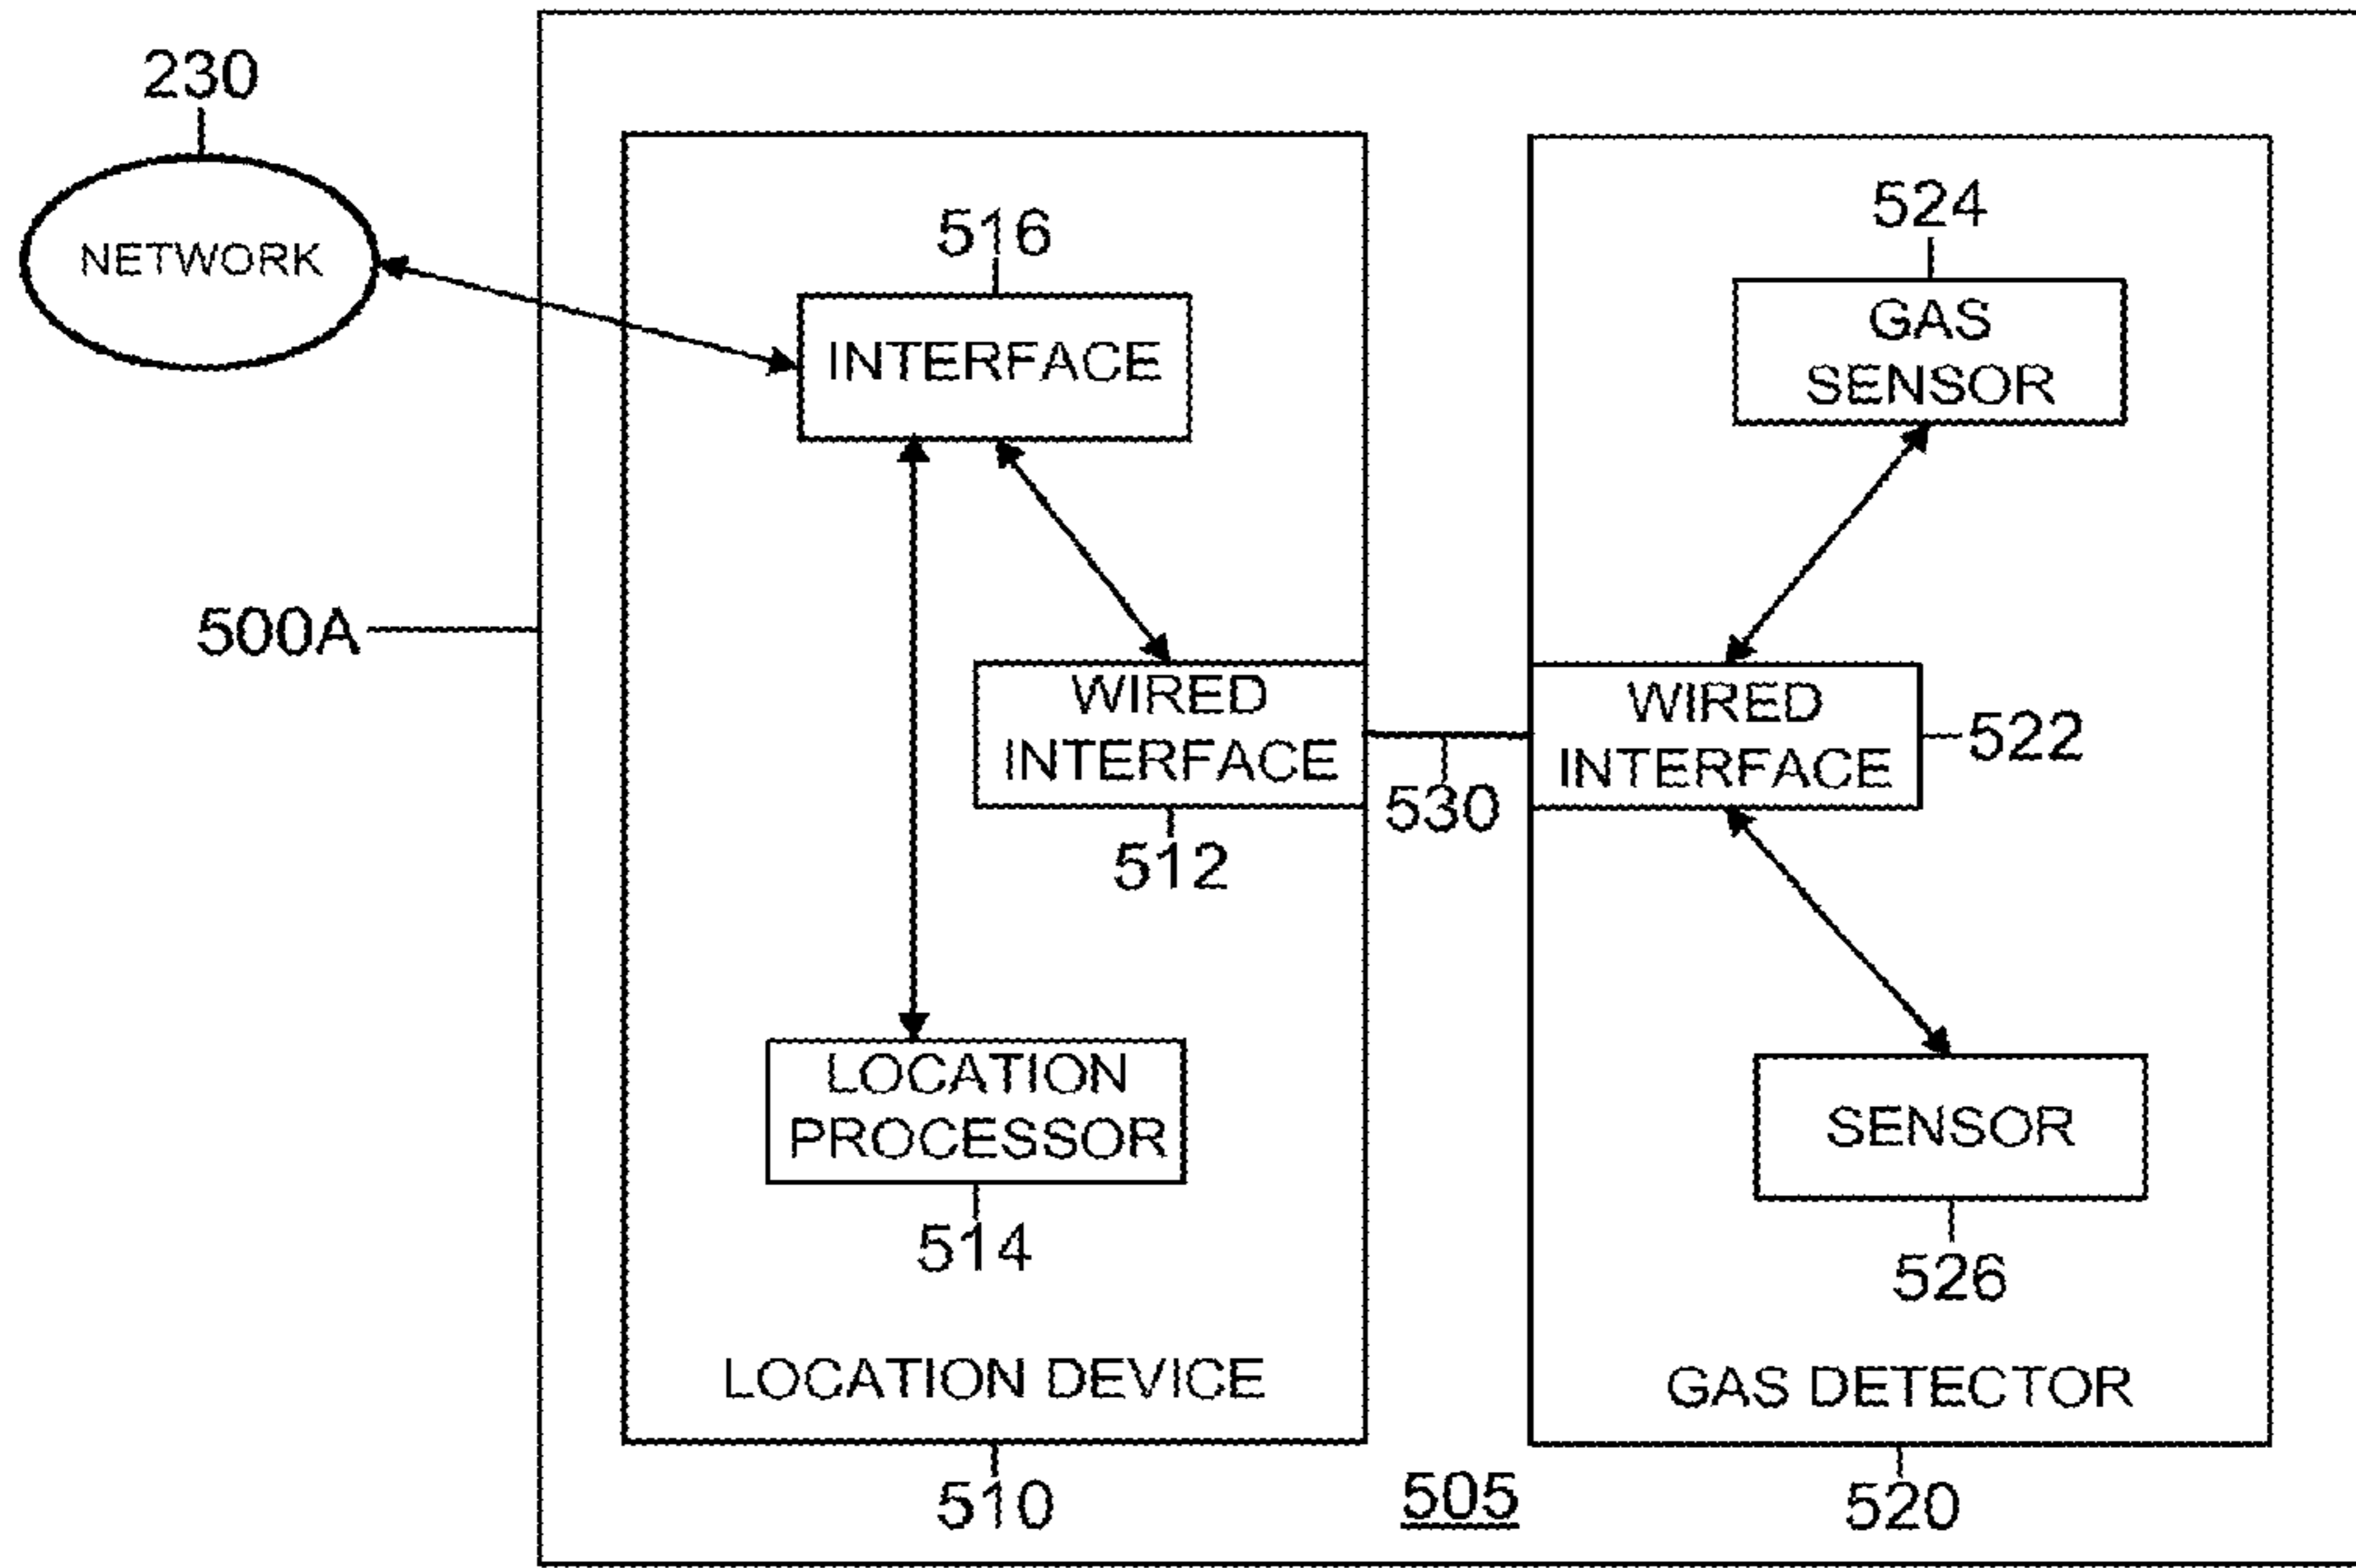 230
NETWORK
500A
516
INTERFACE
WIRED
INTERFACE
512
530
LOCATION
PROCESSOR
514
LOCATION DEVICE
510
505
524
GAS
SENSOR
WIRED
INTERFACE
522
SENSOR
526
GAS DETECTOR
520